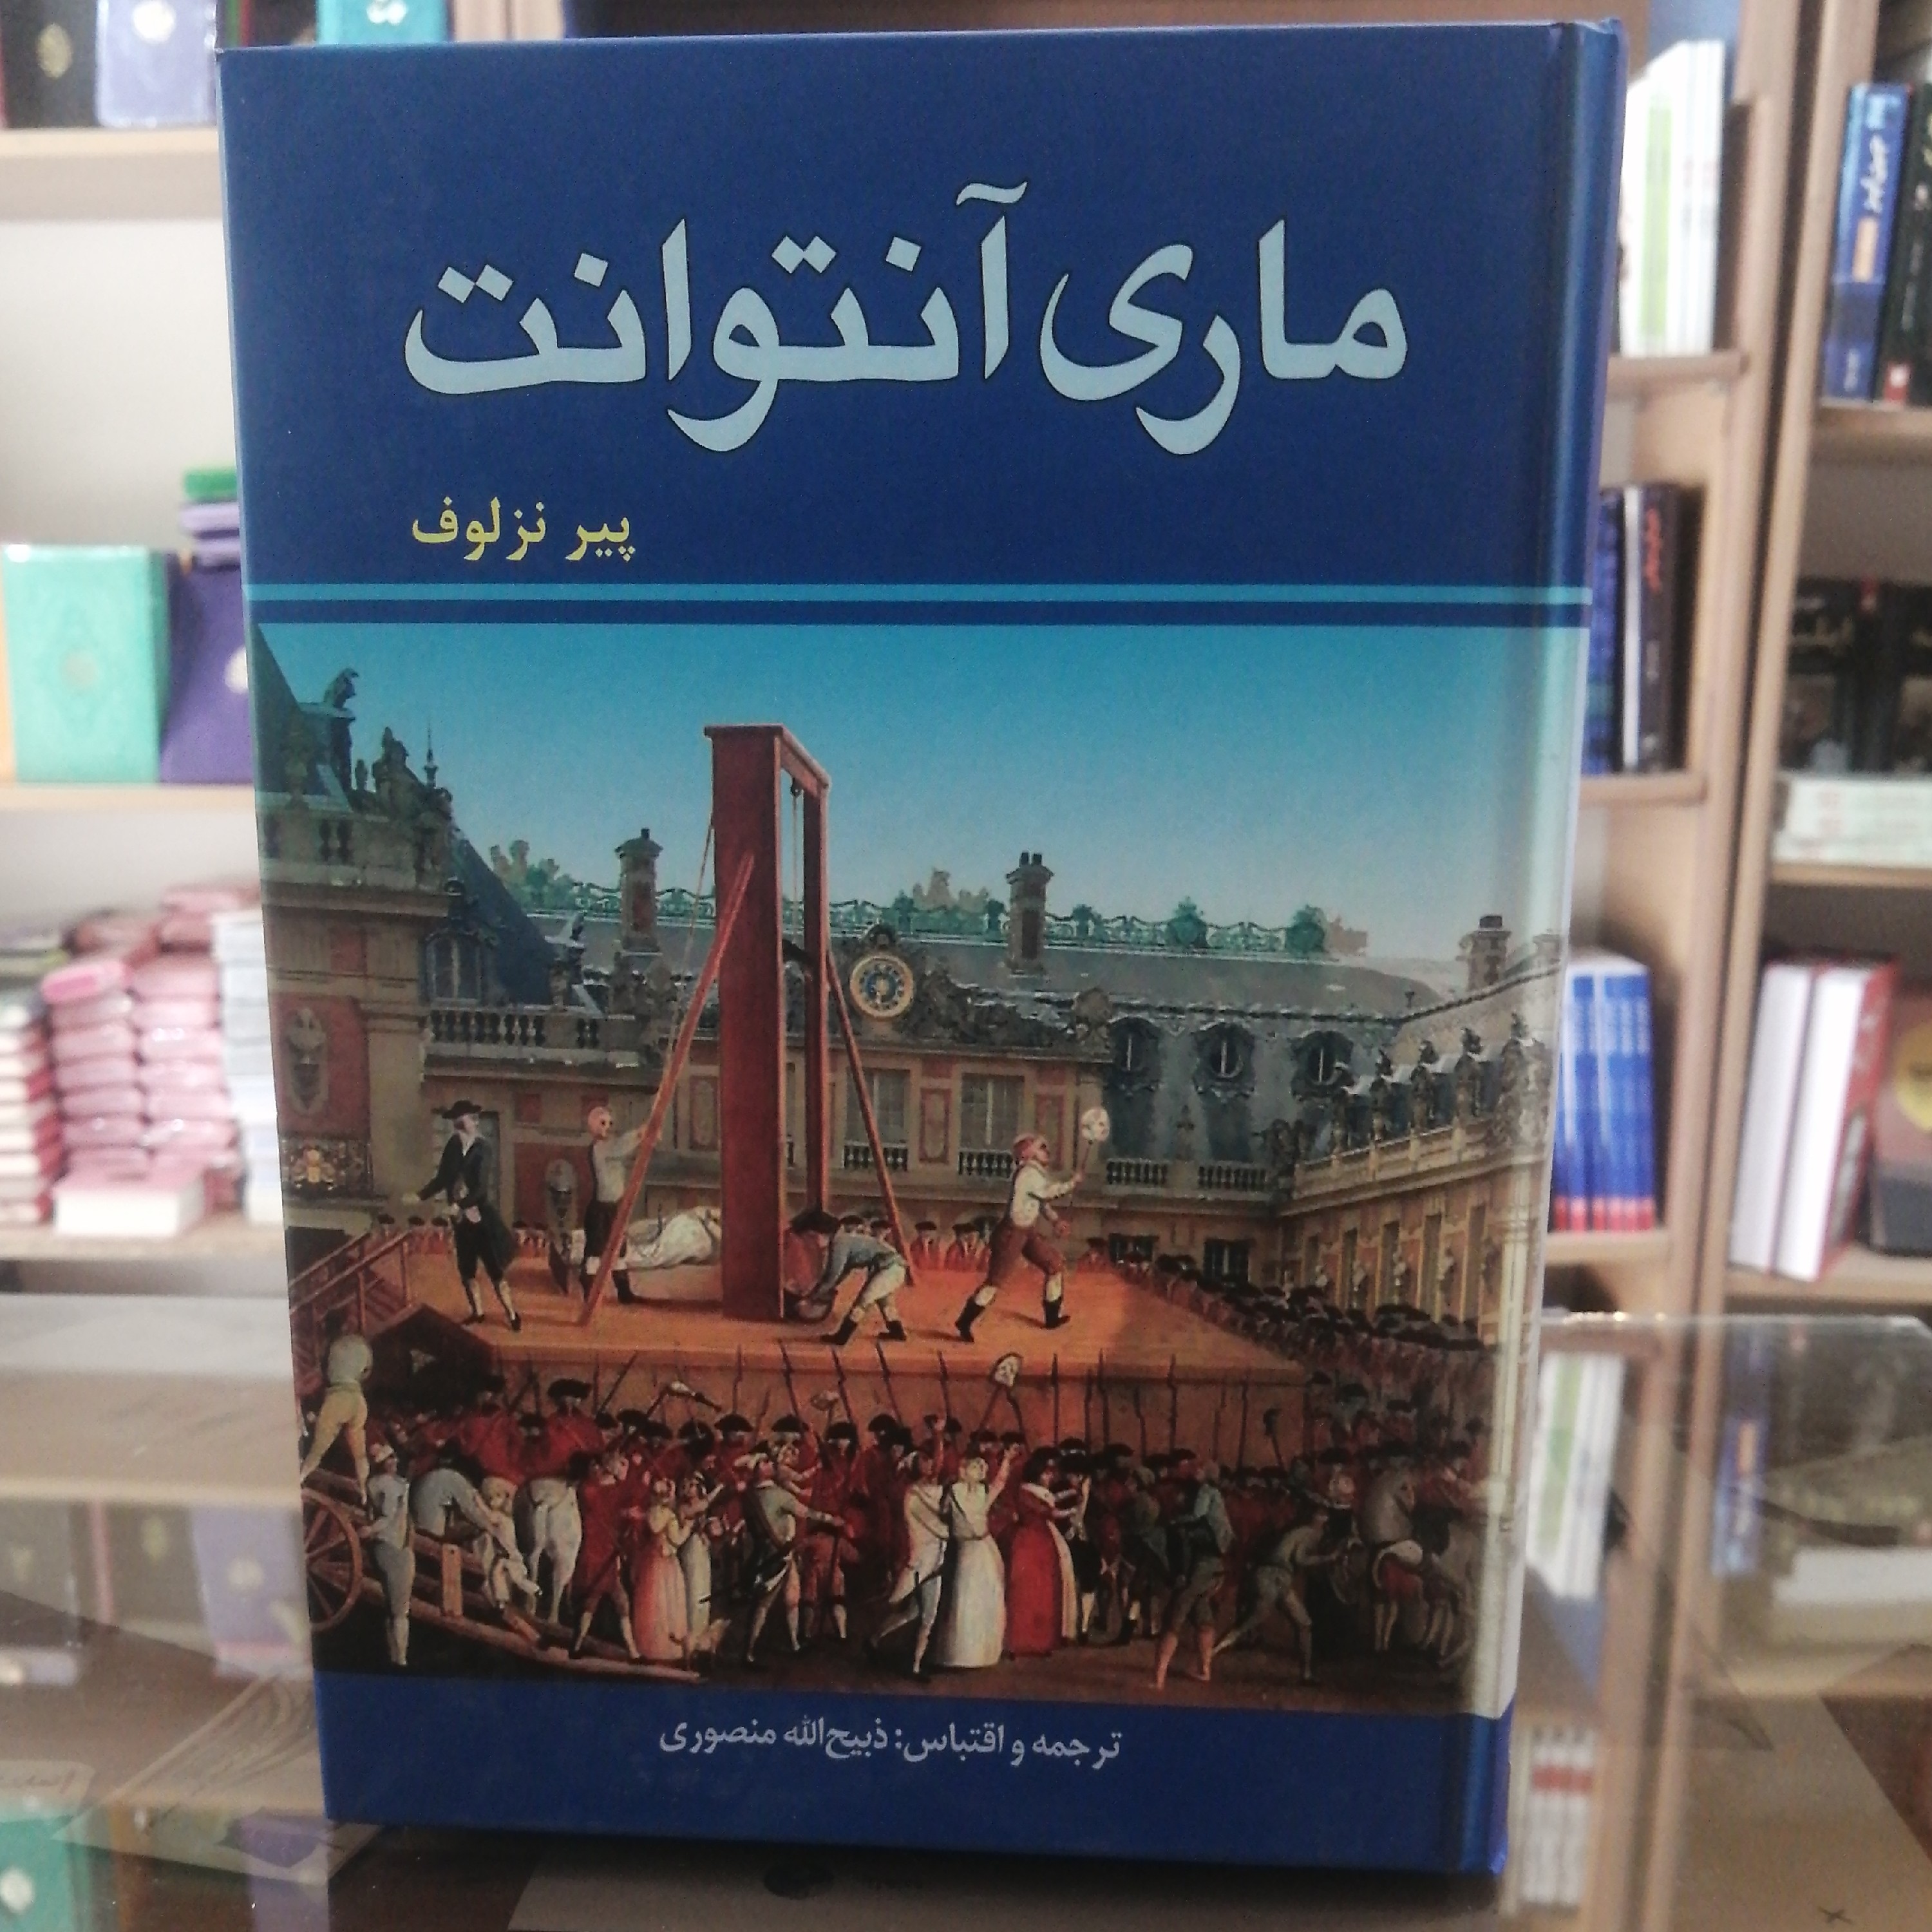 ماری آنتوانت
پیر نزلوف
ترجمه و اقتباس: ذبیح‌الله منصوری